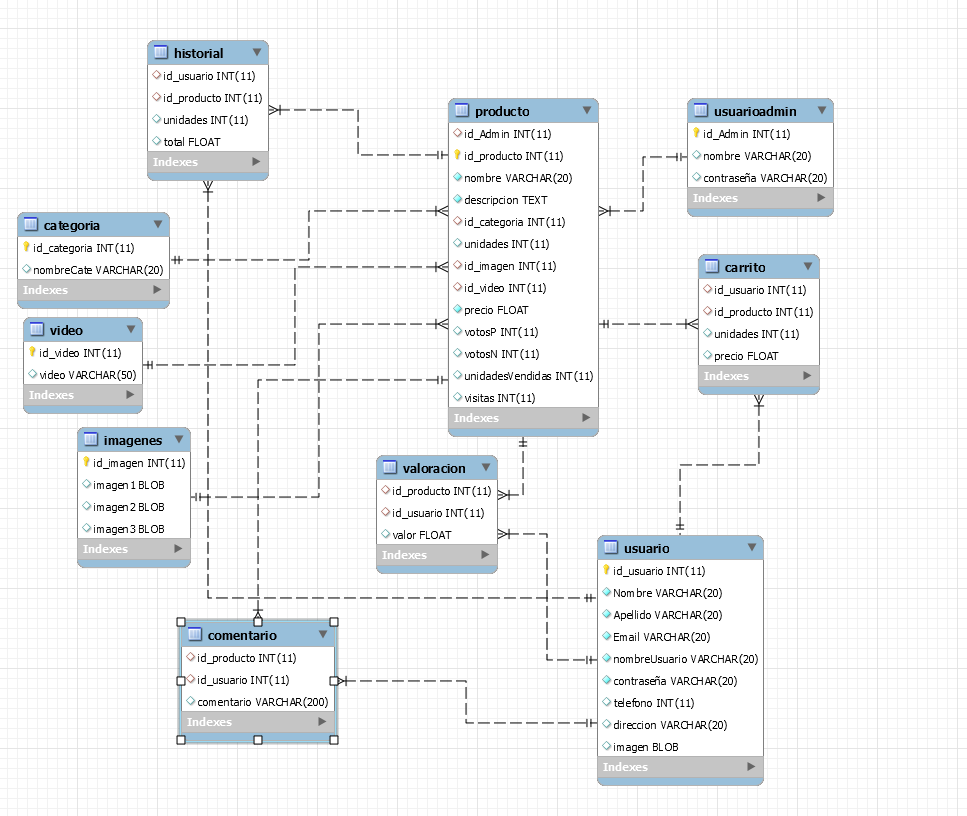 historial
id_usuario INT(11)
id_producto INT(11)
unidades INT(11)
total FLOAT
Indexes
producto
id_Admin INT(11)
id_producto INT(11)
nombre VARCHAR(20)
descripcion TEXT
id_categoria INT(11)
unidades INT(11)
id_imagen INT(11)
id_video INT(11)
precio FLOAT
votosP INT(11)
votosN INT(11)
unidadesVendidas INT(11)
visitas INT(11)
Indexes
usuarioadmin
id_Admin INT(11)
nombre VARCHAR(20)
contraseña VARCHAR(20)
Indexes
categoria
id_categoria INT(11)
nombreCate VARCHAR(20)
Indexes
carrito
id_usuario INT(11)
id_producto INT(11)
unidades INT(11)
precio FLOAT
Indexes
video
id_video INT(11)
video VARCHAR(50)
Indexes
imagenes
id_imagen INT(11)
imagen1 BLOB
imagen2 BLOB
imagen3 BLOB
Indexes
valoracion
id_producto INT(11)
id_usuario INT(11)
valor FLOAT
Indexes
usuario
id_usuario INT(11)
Nombre VARCHAR(20)
Apellido VARCHAR(20)
Email VARCHAR(20)
nombreUsuario VARCHAR(20)
contraseña VARCHAR(20)
telefono INT(11)
direccion VARCHAR(20)
imagen BLOB
Indexes
comentario
id_producto INT(11)
id_usuario INT(11)
comentario VARCHAR(200)
Indexes